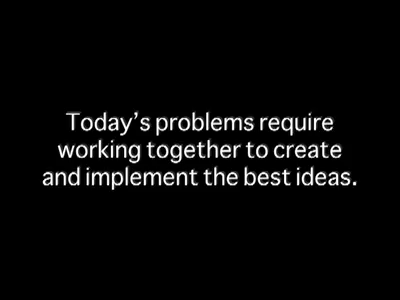 Today’s problems require
working together to create
and implement the best ideas.